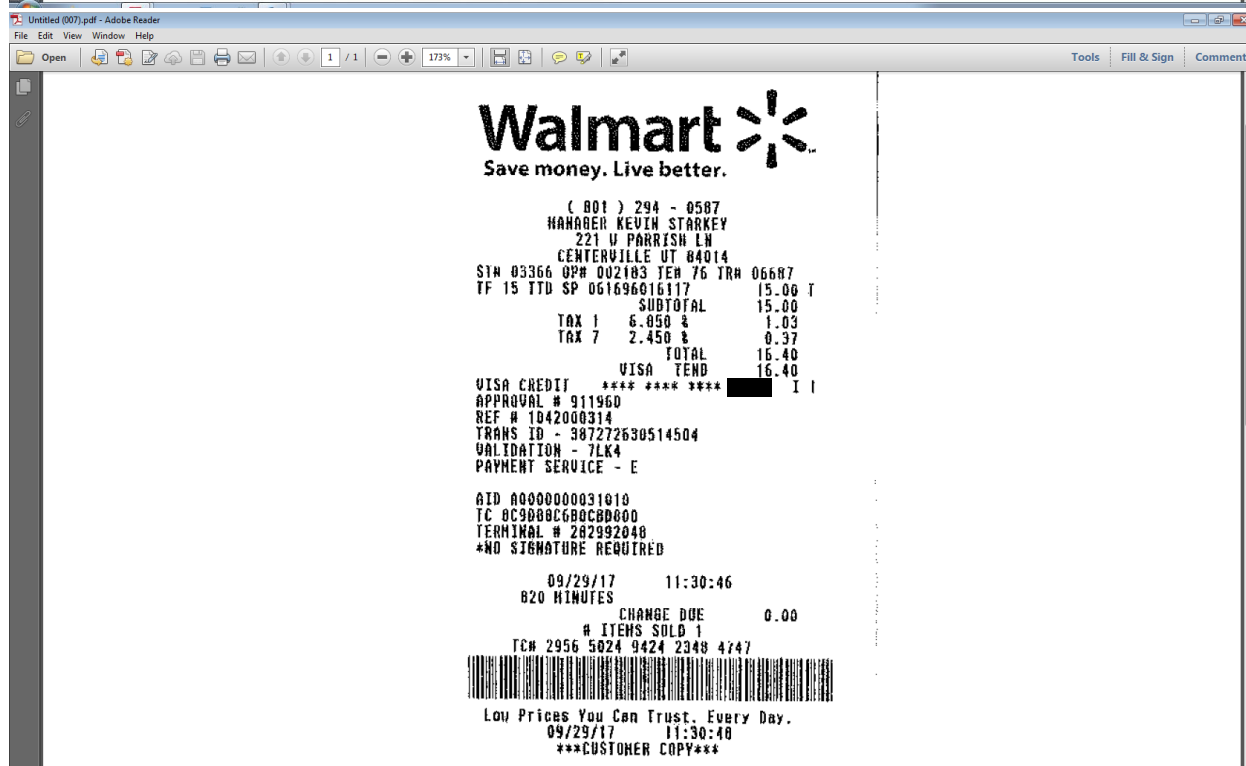 Untitled (007).pdf - Adobe Reader
File Edit View Window Help
Open 1 / 1 173% Tools Fill & Sign Comment
Walmart
Save money. Live better.
( 801 ) 294 - 0587
MANAGER KEVIN STARKEY
221 W PARRISH LN
CENTERVILLE UT 84014
ST# 03366 OP# 002183 TE# 76 TR# 06687
TF 15 TTD SP 061696016117 15.00 T
SUBTOTAL 15.00
TAX 1 6.850 % 1.03
TAX 7 2.450 % 0.37
TOTAL 16.40
VISA TEND 16.40
VISA CREDIT **** **** **** I
APPROVAL # 91196D
REF # 1042000314
TRANS ID - 387272630514504
VALIDATION - 7LK4
PAYMENT SERVICE - E
AID A0000000031010
TERMINAL # 282992048
*NO SIGNATURE REQUIRED
09/29/17 11:30:46
MINUTES
CHANGE DUE 0.00
# ITEMS SOLD 1
TC# 2956 5024 9424 2348 4747
Low Prices You Can Trust. Every Day.
09/29/17 11:30:48
***CUSTOMER COPY***